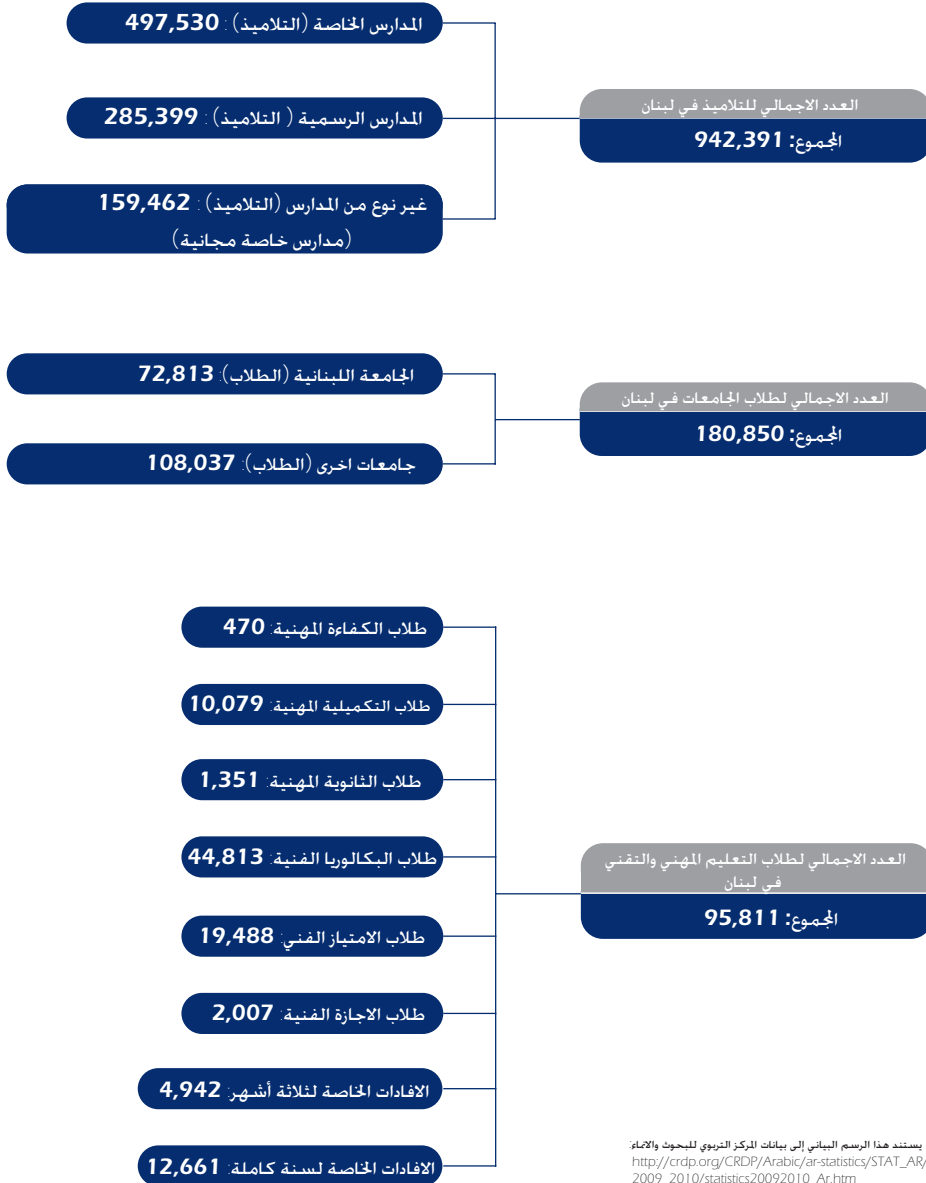 العدد الاجمالي للتلاميذ في لبنان
المجموع: 942,391
المدارس الخاصة (التلاميذ) : 497,530
المدارس الرسمية ( التلاميذ) : 285,399
غير نوع من المدارس (التلاميذ) : 159,462
(مدارس خاصة مجانية)
العدد الاجمالي لطلاب الجامعات في لبنان
المجموع: 180,850
الجامعة اللبنانية (الطلاب): 72,813
جامعات اخرى (الطلاب): 108,037
العدد الاجمالي لطلاب التعليم المهني والتقني
في لبنان
المجموع: 95,811
طلاب الكفاءة المهنية: 470
طلاب التكميلية المهنية: 10,079
طلاب الثانوية المهنية: 1,351
طلاب البكالوريا الفنية: 44,813
طلاب الامتياز الفني: 19,488
طلاب الاجازة الفنية: 2,007
الافادات الخاصة لثلاثة أشهر: 4,942
الافادات الخاصة لسنة كاملة: 12,661
يستند هذا الرسم البياني إلى بيانات المركز التربوي للبحوث والانماء:
http://crdp.org/CRDP/Arabic/ar-statistics/STAT_AR/
2009_2010/statistics20092010_Ar.htm